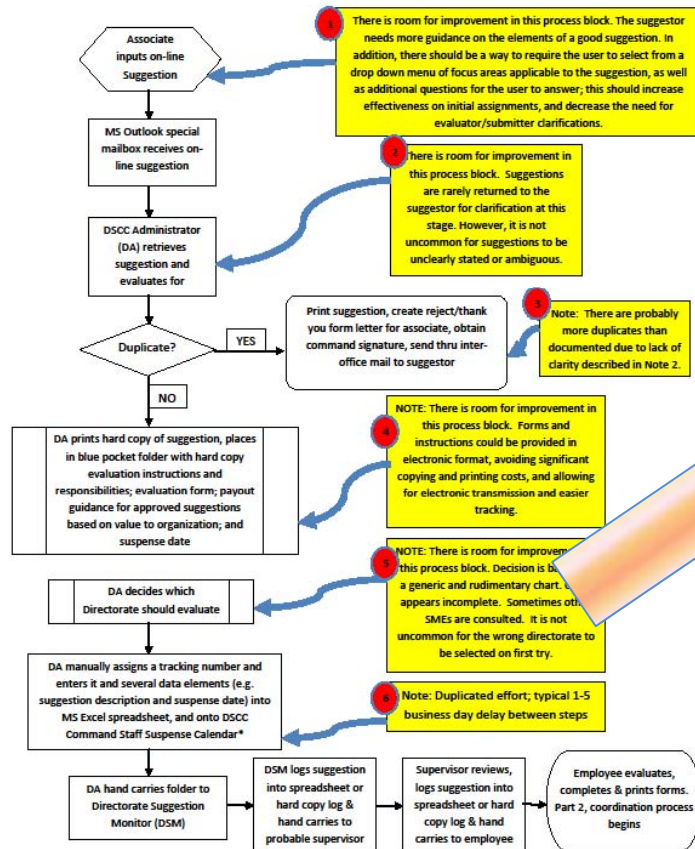 Associate
inputs on-line
Suggestion
1
There is room for improvement in this process block. The suggestor
needs more guidance on the elements of a good suggestion. In
addition, there should be a way to require the user to select from a
drop down menu of focus areas applicable to the suggestion, as well
as additional questions for the user to answer; this should increase
effectiveness on initial assignments, and decrease the need for
evaluator/submitter clarifications.
MS Outlook special
mailbox receives on-
line suggestion
2
There is room for improvement in
this process block. Suggestions
are rarely returned to the
suggestor for clarification at this
stage. However, it is not
uncommon for suggestions to be
unclearly stated or ambiguous.
DSCC Administrator
(DA) retrieves
suggestion and
evaluates for
Duplicate?
YES
Print suggestion, create reject/thank
you form letter for associate, obtain
command signature, send thru inter-
office mail to suggestor
3
Note: There are probably
more duplicates than
documented due to lack of
clarity described in Note 2.
NO
DA prints hard copy of suggestion, places
in blue pocket folder with hard copy
evaluation instructions and
responsibilities; evaluation form; payout
guidance for approved suggestions
based on value to organization; and
suspense date
4
NOTE: There is room for improvement in
this process block. Forms and
instructions could be provided in
electronic format, avoiding significant
copying and printing costs, and allowing
for electronic transmission and easier
tracking.
5
NOTE: There is room for improveme
this process block. Decision is b
a generic and rudimentary chart.
appears incomplete. Sometimes oth
SMEs are consulted. It is not
uncommon for the wrong directorate to
be selected on first try.
DA decides which
Directorate should evaluate
DA manually assigns a tracking number and
enters it and several data elements (e.g.
suggestion description and suspense date) into
MS Excel spreadsheet, and onto DSCC
Command Staff Suspense Calendar*
6
Note: Duplicated effort; typical 1-5
business day delay between steps
DA hand carries folder to
Directorate Suggestion
Monitor (DSM)
DSM logs suggestion
into spreadsheet or
hard copy log &
hand carries to
probable supervisor
Supervisor reviews,
logs suggestion into
spreadsheet or hard
copy log & hand
carries to employee
Employee evaluates,
completes & prints forms.
Part 2, coordination process
begins